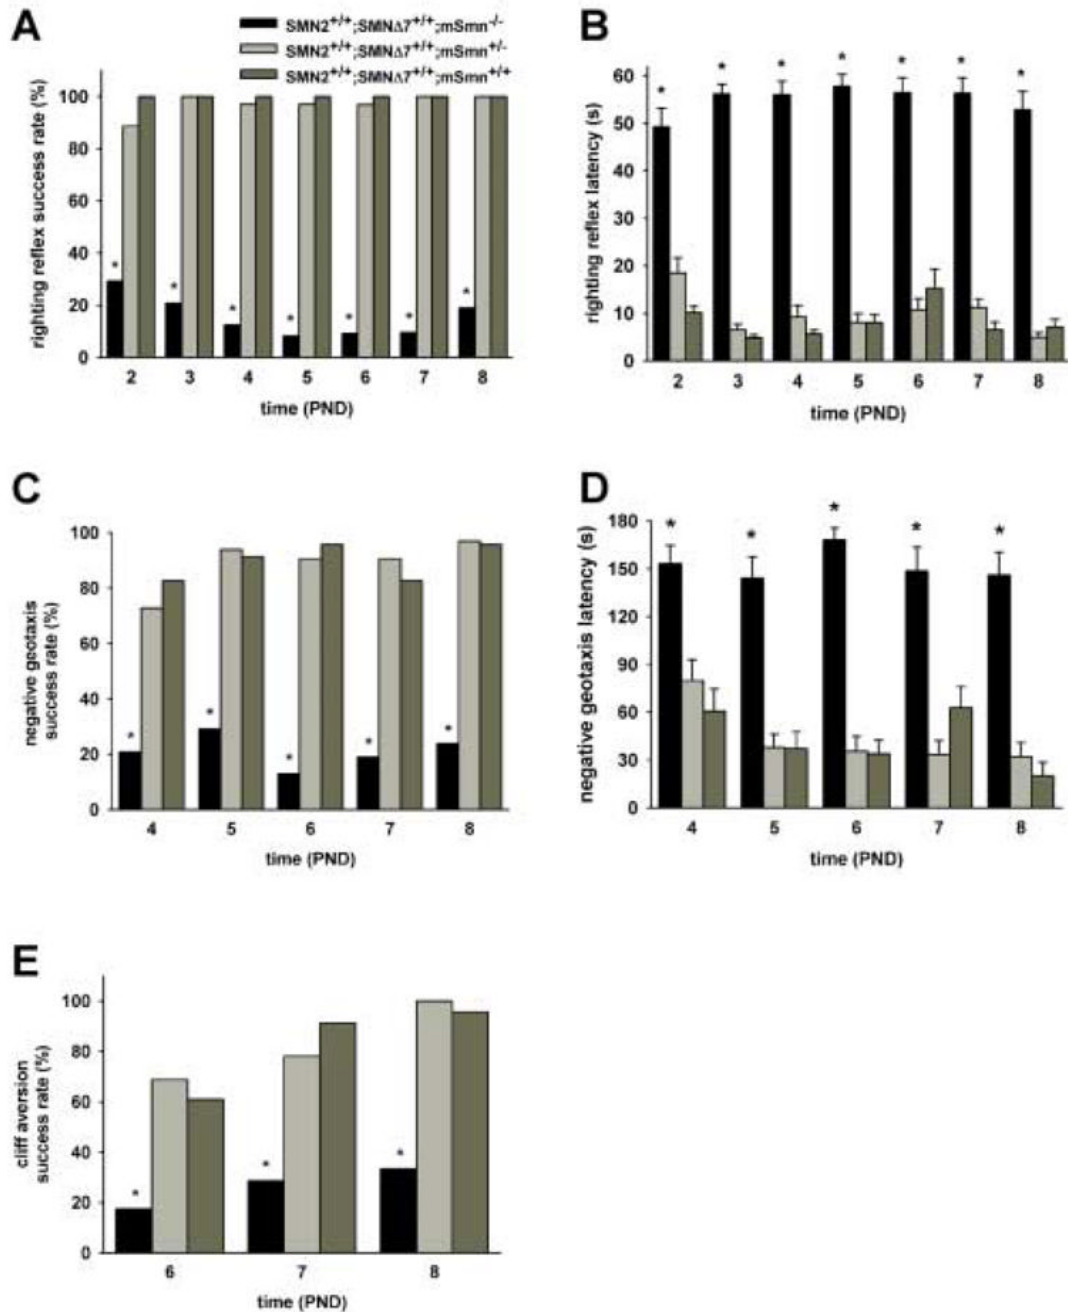 A
SMN2+/+;SMNΔ7+/+;mSmn-/-
SMN2+/+;SMNΔ7+/+;mSmn+/-
SMN2+/+;SMNΔ7+/+;mSmn+/+
righting reflex success rate (%)
100
80
60
40
20
0
* * * * * * *
2 3 4 5 6 7 8
time (PND)
B
righting reflex latency (s)
60
50
40
30
20
10
0
* * * * * * *
2 3 4 5 6 7 8
time (PND)
C
negative geotaxis
success rate (%)
100
80
60
40
20
0
* * * * *
4 5 6 7 8
time (PND)
D
negative geotaxis latency (s)
180
150
120
90
60
30
0
* * * * *
4 5 6 7 8
time (PND)
E
cliff aversion
success rate (%)
100
80
60
40
20
0
* * *
6 7 8
time (PND)